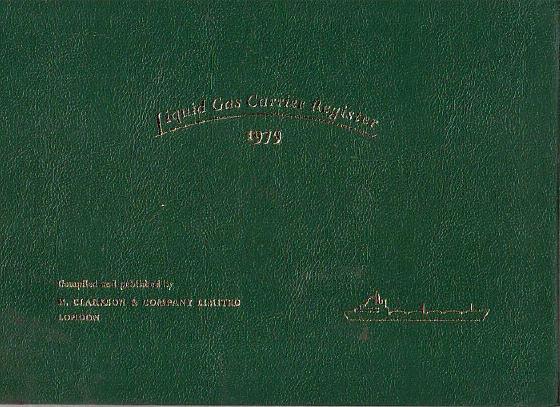 Liquid Gas Carrier Register
1979
Compiled and published by
H. CLARKSON & COMPANY LIMITED
LONDON